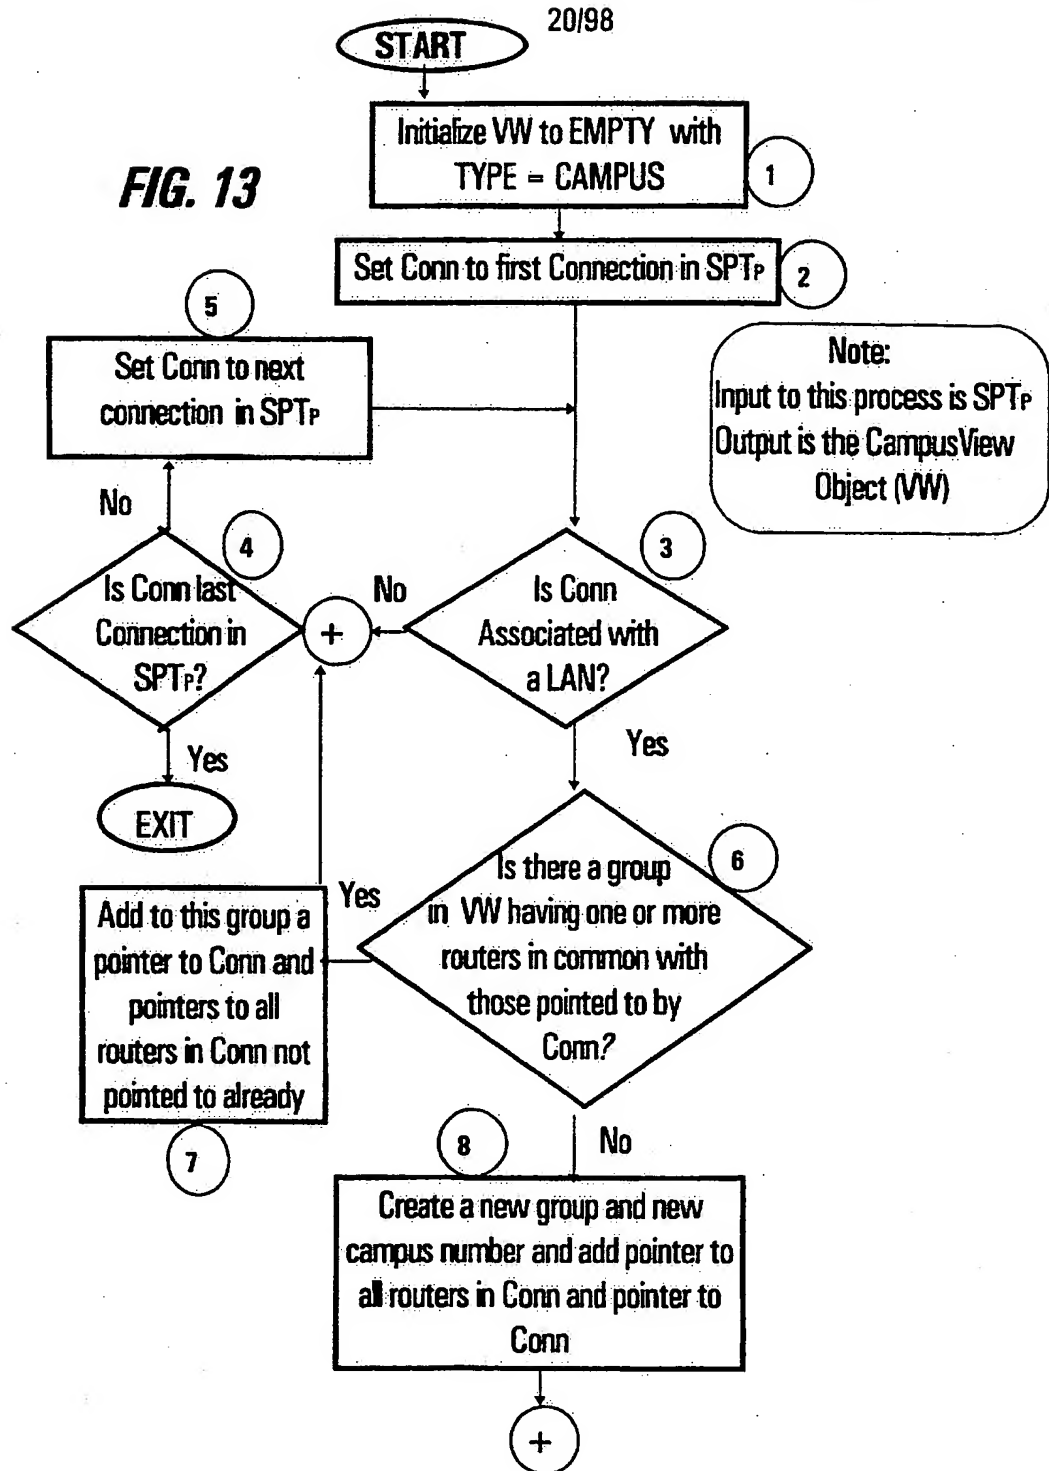 20/98
START
FIG. 13
Initialize VW to EMPTY with
TYPE = CAMPUS
1
Set Conn to first Connection in SPTP
2
5
Set Conn to next
connection in SPTP
Note:
Input to this process is SPTP
Output is the CampusView
Object (VW)
No
4
Is Conn last
Connection in
SPTP?
+
No
3
Is Conn
Associated with
a LAN?
Yes
EXIT
Yes
6
Is there a group
in VW having one or more
routers in common with
those pointed to by
Conn?
Yes
Add to this group a
pointer to Conn and
pointers to all
routers in Conn not
pointed to already
7
No
8
Create a new group and new
campus number and add pointer to
all routers in Conn and pointer to
Conn
+